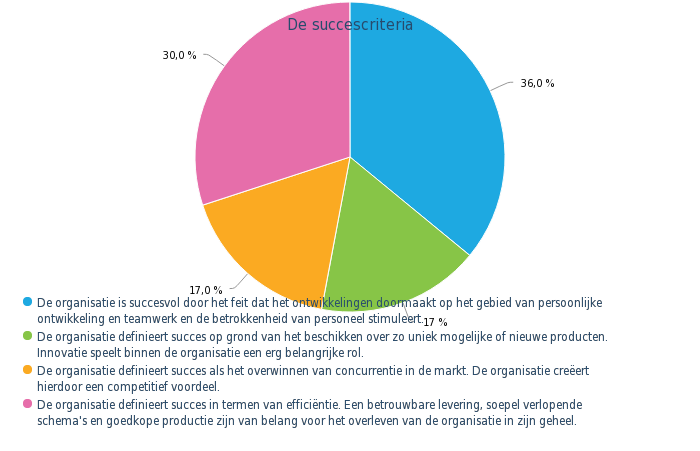 De succescriteria
30,0 %
36,0 %
17,0 %
17 %
De organisatie is succesvol door het feit dat het ontwikkelingen doormaakt op het gebied van persoonlijke
ontwikkeling en teamwerk en de betrokkenheid van personeel stimuleert.
De organisatie definieert succes op grond van het beschikken over zo uniek mogelijke of nieuwe producten.
Innovatie speelt binnen de organisatie een erg belangrijke rol.
De organisatie definieert succes als het overwinnen van concurrentie in de markt. De organisatie creëert
hierdoor een competitief voordeel.
De organisatie definieert succes in termen van efficiëntie. Een betrouwbare levering, soepel verlopende
schema's en goedkope productie zijn van belang voor het overleven van de organisatie in zijn geheel.